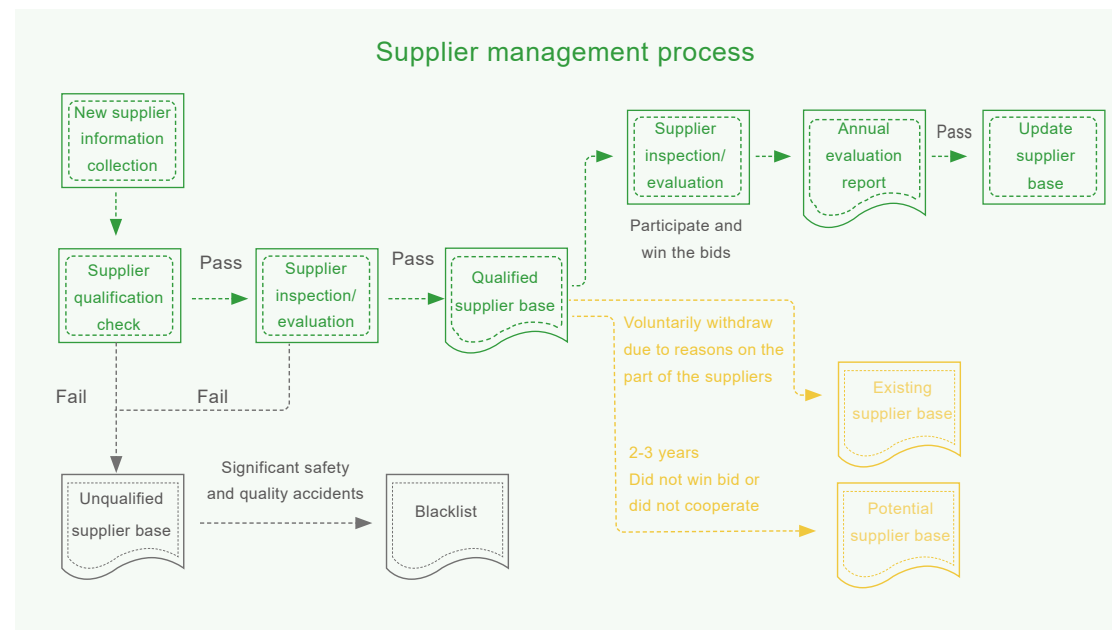 Supplier management process
New supplier
information
collection
Supplier
qualification
check
Pass
Supplier
inspection/
evaluation
Pass
Qualified
supplier base
Supplier
inspection/
evaluation
Participate and
win the bids
Annual
evaluation
report
Pass
Update
supplier
base
Voluntarily withdraw
due to reasons on the
part of the suppliers
Existing
supplier base
2-3 years
Did not win bid or
did not cooperate
Potential
supplier base
Fail
Fail
Unqualified
supplier base
Significant safety
and quality accidents
Blacklist